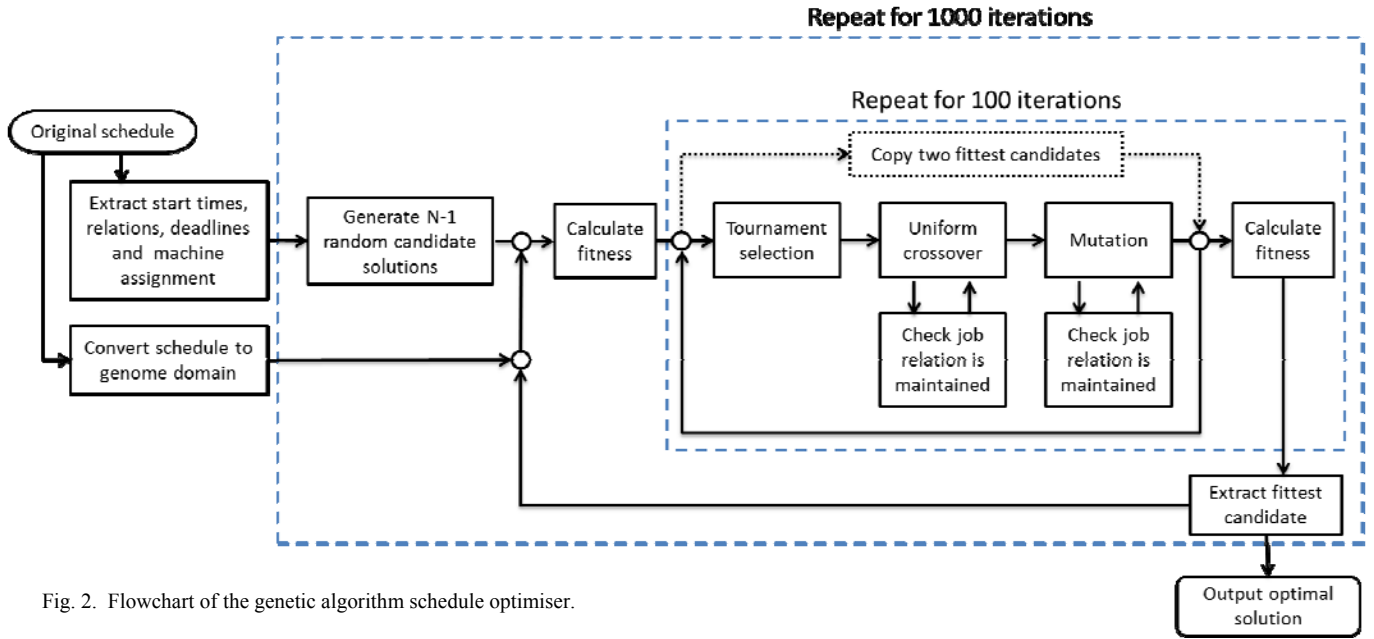 Repeat for 1000 iterations
Repeat for 100 iterations
Original schedule
Copy two fittest candidates
Extract start times,
relations, deadlines
and machine
assignment
Generate N-1
random candidate
solutions
Calculate
fitness
Tournament
selection
Uniform
crossover
Mutation
Calculate
fitness
Check job
relation is
maintained
Check job
relation is
maintained
Convert schedule to
genome domain
Extract fittest
candidate
Output optimal
solution
Fig. 2. Flowchart of the genetic algorithm schedule optimiser.